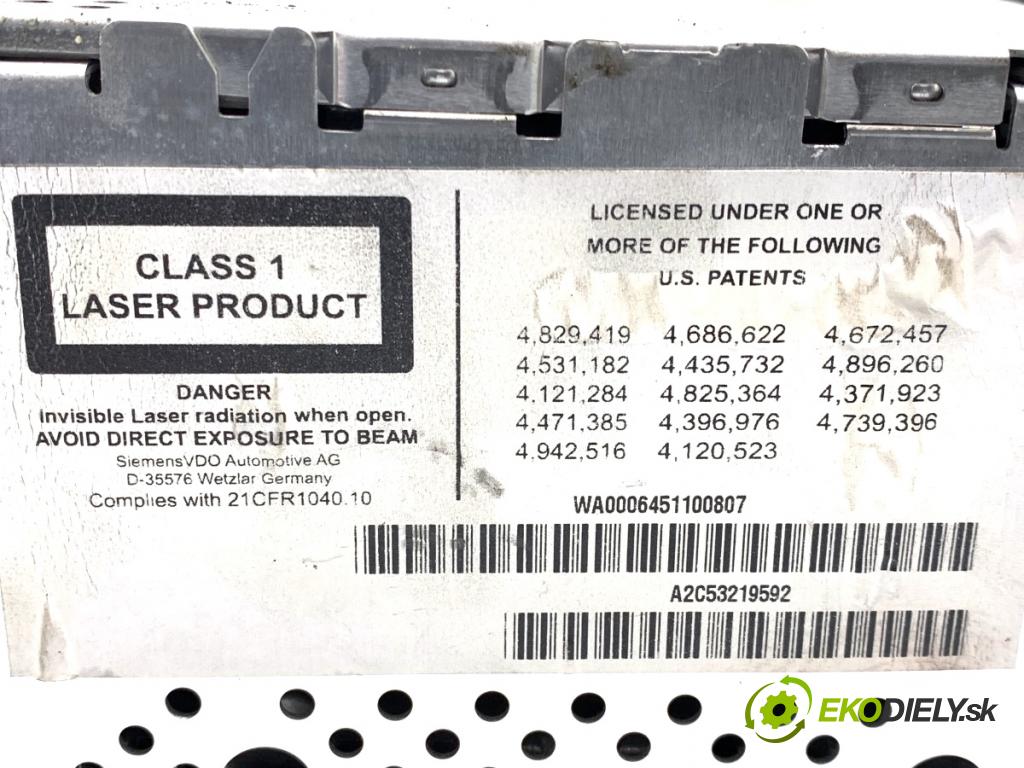 CLASS 1
LASER PRODUCT
DANGER
Invisible Laser radiation when open.
AVOID DIRECT EXPOSURE TO BEAM
SiemensVDO Automotive AG
D-35576 Wetzlar Germany
Complies with 21CFR1040.10
LICENSED UNDER ONE OR
MORE OF THE FOLLOWING
U.S. PATENTS
4,829,419 4,686,622 4,672,457
4,531,182 4,435,732 4,896,260
4,121,284 4,825,364 4,371,923
4,471,385 4,396,976 4,739,396
4,942,516 4,120,523
WA0006451100807
A2C53219592
EKODIELY.sk